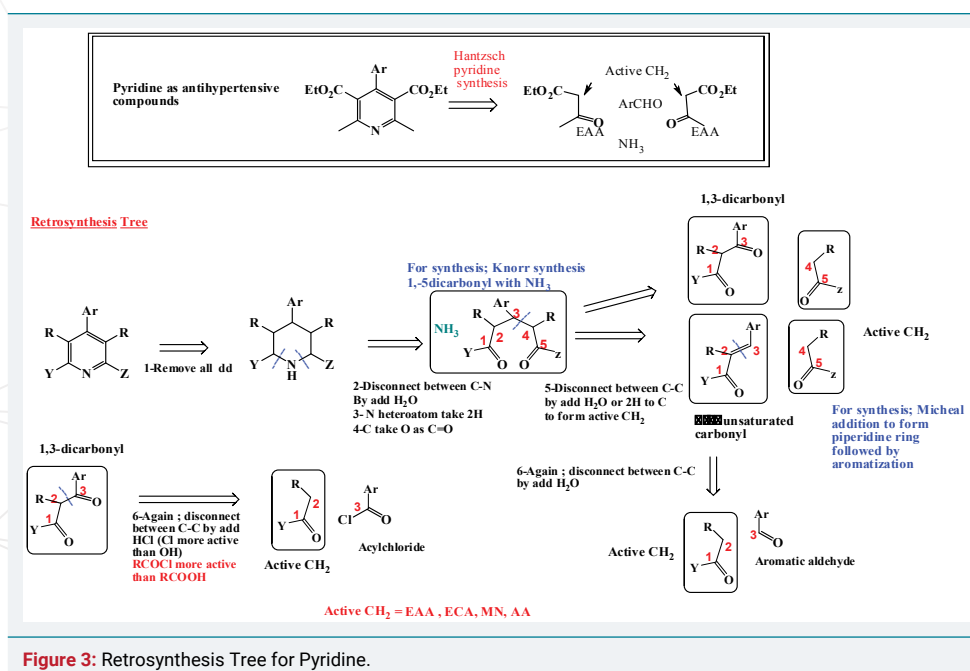 Pyridine as antihypertensive
compounds
Ar
EtO₂C
CO₂Et
N
Hantzsch
pyridine
synthesis
Active CH₂
EtO₂C
CO₂Et
ArCHO
O
O
EAA
EAA
NH₃
Retrosynthesis Tree
Ar
R
R
Y
N
Z
1-Remove all dd
Ar
R
R
Y
N
H
Z
2-Disconnect between C-N
By add H₂O
3- N heteroatom take 2H
4-C take O as C=O
For synthesis; Knorr synthesis
1,-5dicarbonyl with NH₃
NH₃
Ar
3
R
R
1
2
4
5
Y
O
O
z
5-Disconnect between C-C
by add H₂O or 2H to C
to form active CH₂
1,3-dicarbonyl
Ar
R
2
3
O
1
Y
O
R
4
5
O
z
Ar
R
2
3
1
Y
O
R
4
5
O
z
Active CH₂
unsaturated
carbonyl
For synthesis; Micheal
addition to form
piperidine ring
followed by
aromatization
6-Again ; disconnect between C-C
by add H₂O
Active CH₂
R
2
1
Y
O
Ar
3
O
Aromatic aldehyde
1,3-dicarbonyl
Ar
R
2
3
O
1
Y
O
6-Again ; disconnect
between C-C by add
HCl (Cl more active
than OH)
RCOCl more active
than RCOOH
R
2
1
Y
O
Active CH₂
Ar
3
Cl
O
Acylchloride
Active CH₂ = EAA , ECA, MN, AA
Figure 3: Retrosynthesis Tree for Pyridine.